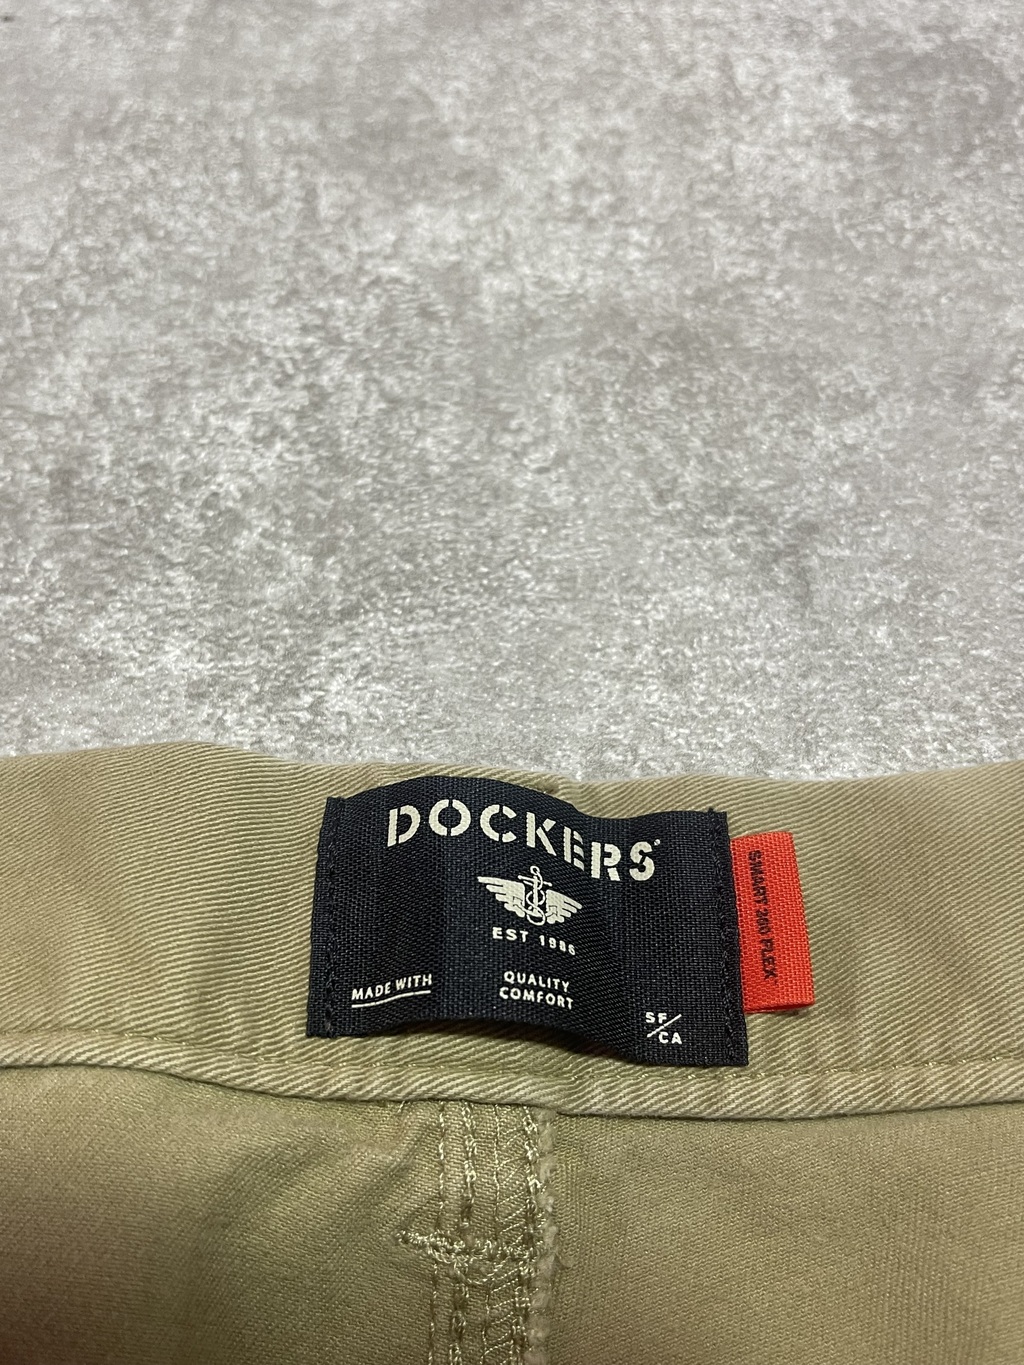 DOCKERS
EST 1986
MADE WITH
QUALITY
COMFORT
SF/CA
SMART 360 FLEX